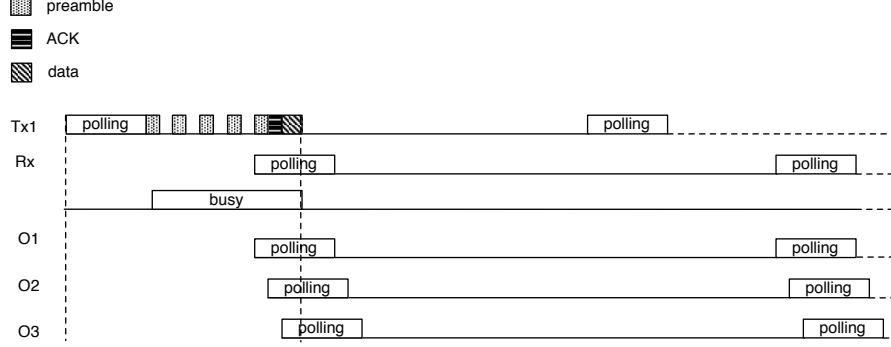 preamble
ACK
data
Tx1 polling polling
Rx polling polling
busy
O1 polling polling
O2 polling polling
O3 polling polling